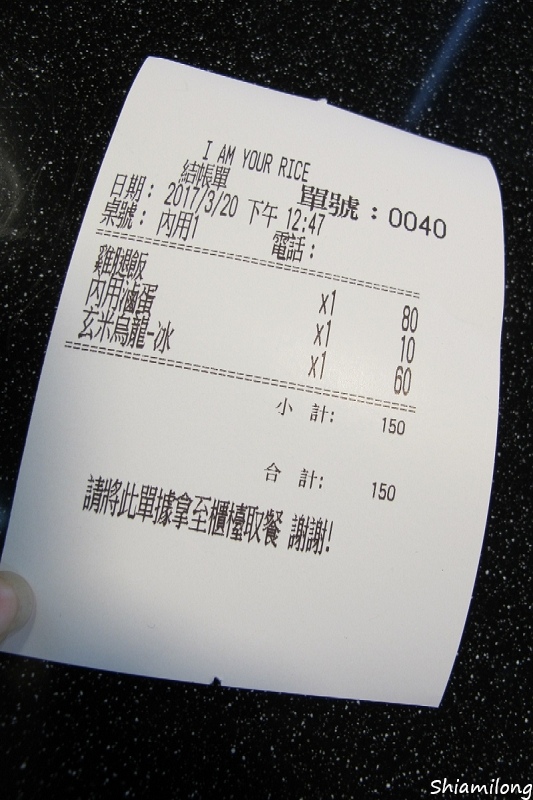 I AM YOUR RICE
結帳單
單號：0040
日期：2017/3/20 下午 12:47
桌號：內用1 電話：
雞腿飯 x1 80
內用滷蛋 x1 10
玄米烏龍-冰 x1 60
小 計： 150
合 計： 150
請將此單據拿至櫃檯取餐 謝謝!
Shiamilong